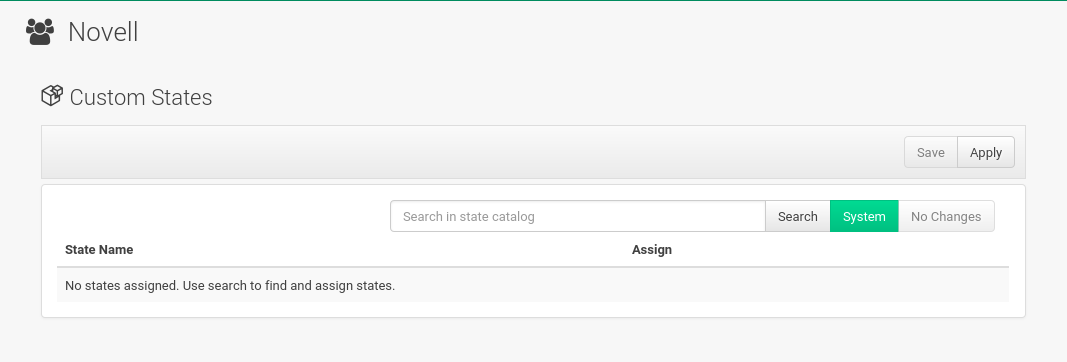 Novell
Custom States
Save Apply
Search in state catalog Search System No Changes
State Name Assign
No states assigned. Use search to find and assign states.